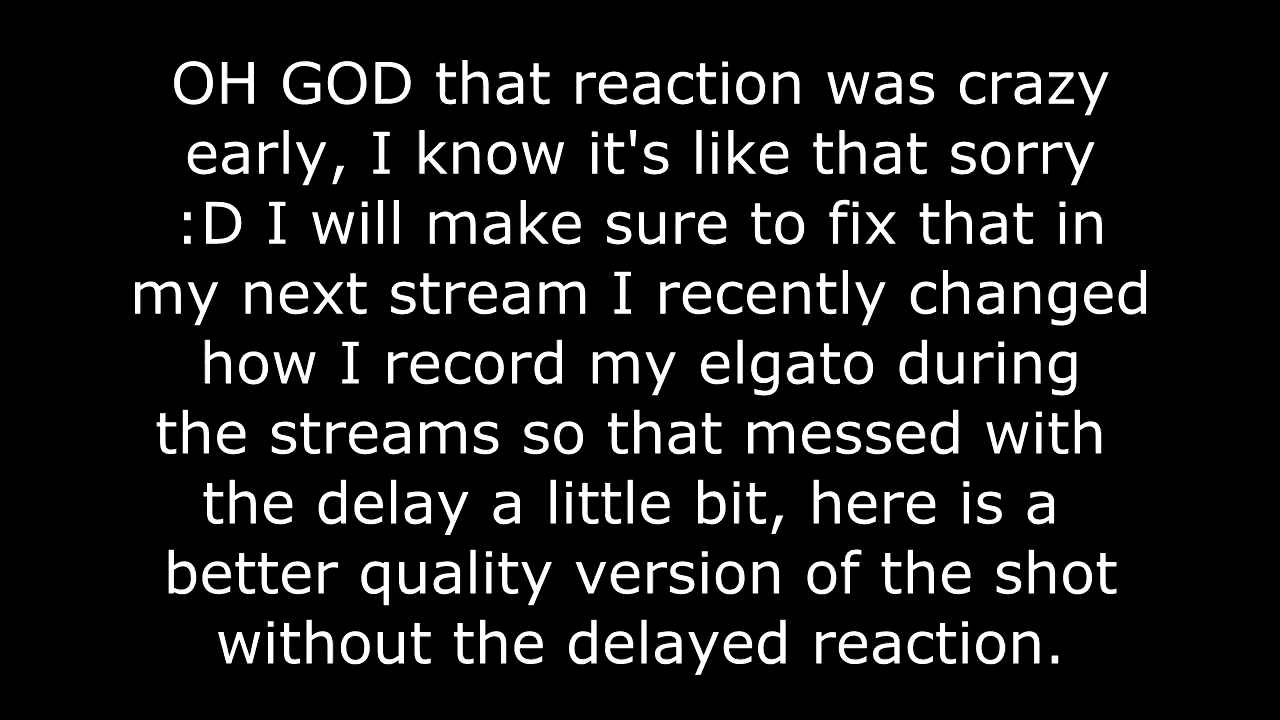 OH GOD that reaction was crazy
early, I know it's like that sorry
:D I will make sure to fix that in
my next stream I recently changed
how I record my elgato during
the streams so that messed with
the delay a little bit, here is a
better quality version of the shot
without the delayed reaction.